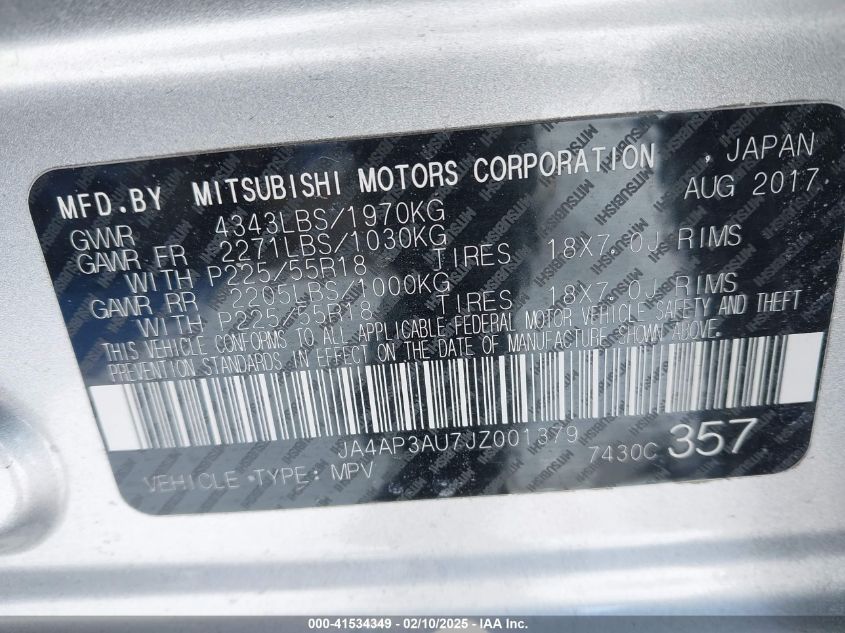 MFD.BY MITSUBISHI MOTORS CORPORATION , JAPAN
GVWR 4343LBS/1970KG AUG 2017
GAWR FR 2271LBS/1030KG
WITH P225/55R18 TIRES 18X7.0J RIMS
GAWR RR 2205LBS/1000KG
WITH P225/55R18 TIRES 18X7.0J RIMS
THIS VEHICLE CONFORMS TO ALL APPLICABLE FEDERAL MOTOR VEHICLE SAFETY AND THEFT
PREVENTION STANDARDS IN EFFECT ON THE DATE OF MANUFACTURE SHOWN ABOVE.
JA4AP3AU7JZ001379 7430C 357
VEHICLE TYPE: MPV
000-41534349 - 02/10/2025 - IAA Inc.